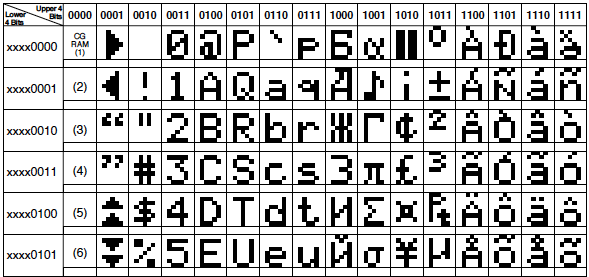 Lower 4 Bits Upper 4 Bits 0000 0001 0010 0011 0100 0101 0110 0111 1000 1001 1010 1011 1100 1101 1110 1111
xxxx0000 CG RAM (1) ▶ 0 @ P ` p Б α ⏸ ° À Ð à ð
xxxx0001 (2) ◀ ! 1 A Q a q Д ♪ ¡ ± Á Ñ á ñ
xxxx0010 (3) “ " 2 B R b r Ж Γ ¢ ² Â Ò â ò
xxxx0011 (4) ” # 3 C S c s З π £ ³ Ã Ó ã ó
xxxx0100 (5) ⏫ $ 4 D T d t И Σ ¤ ₧ Ä Ô ä ô
xxxx0101 (6) ⏬ % 5 E U e u Й σ ¥ µ Å Õ å õ